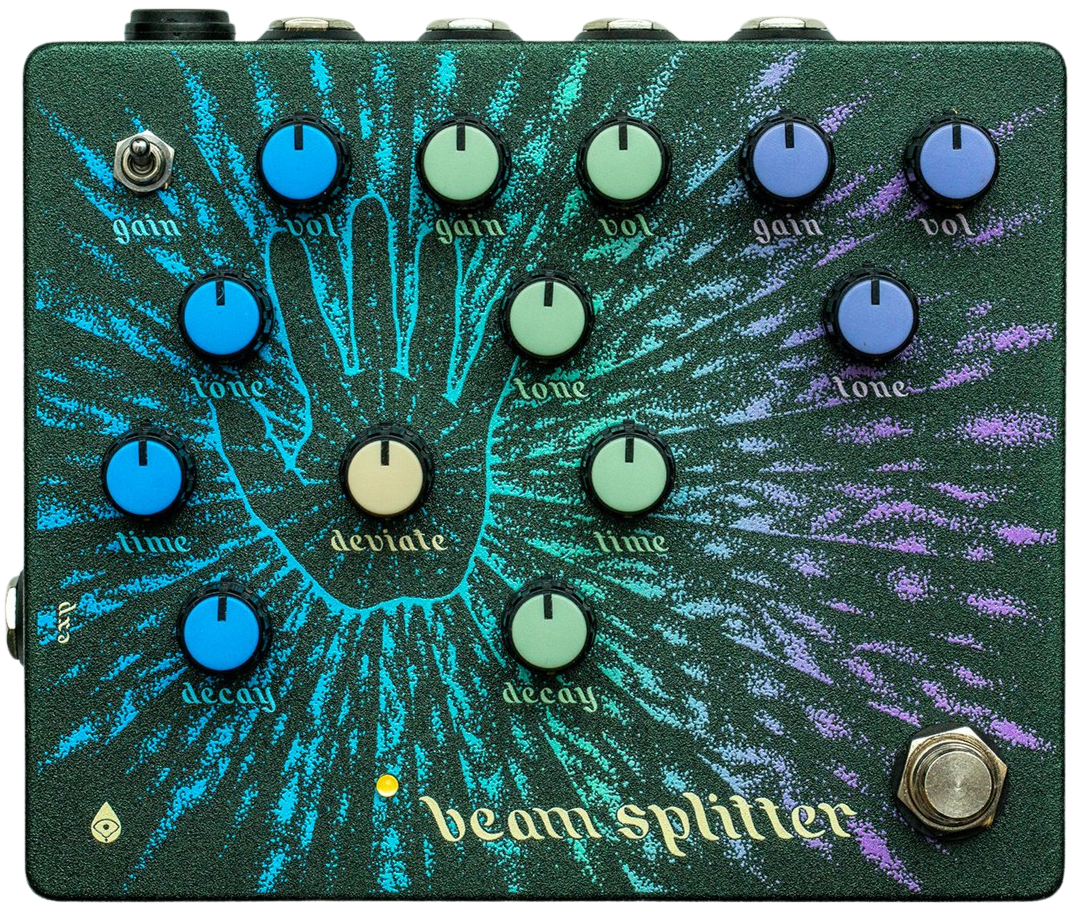 gain vol gain vol gain vol
tone tone tone
time deviate time
exp
decay decay
beam splitter